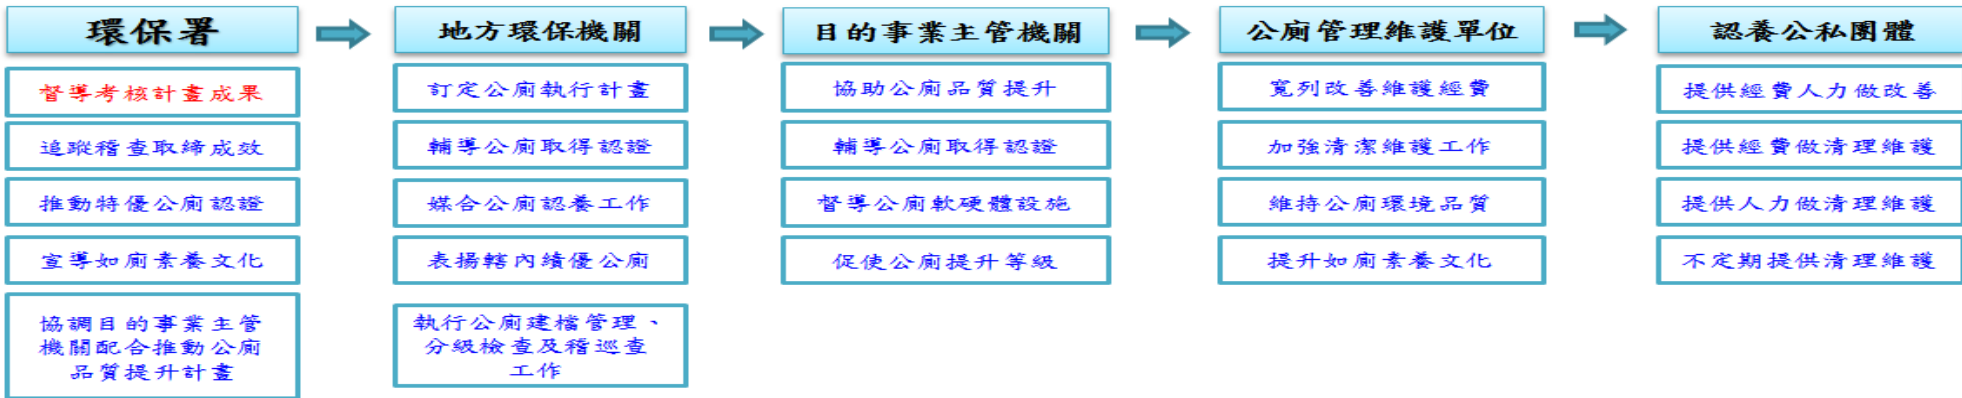 環保署
督導考核計畫成果
追蹤稽查取締成效
推動特優公廁認證
宣導如廁素養文化
協調目的事業主管
機關配合推動公廁
品質提升計畫
地方環保機關
訂定公廁執行計畫
輔導公廁取得認證
媒合公廁認養工作
表揚轄內績優公廁
執行公廁建檔管理、
分級檢查及稽巡查
工作
目的事業主管機關
協助公廁品質提升
輔導公廁取得認證
督導公廁軟硬體設施
促使公廁提升等級
公廁管理維護單位
寬列改善維護經費
加強清潔維護工作
維持公廁環境品質
提升如廁素養文化
認養公私團體
提供經費人力做改善
提供經費做清理維護
提供人力做清理維護
不定期提供清理維護